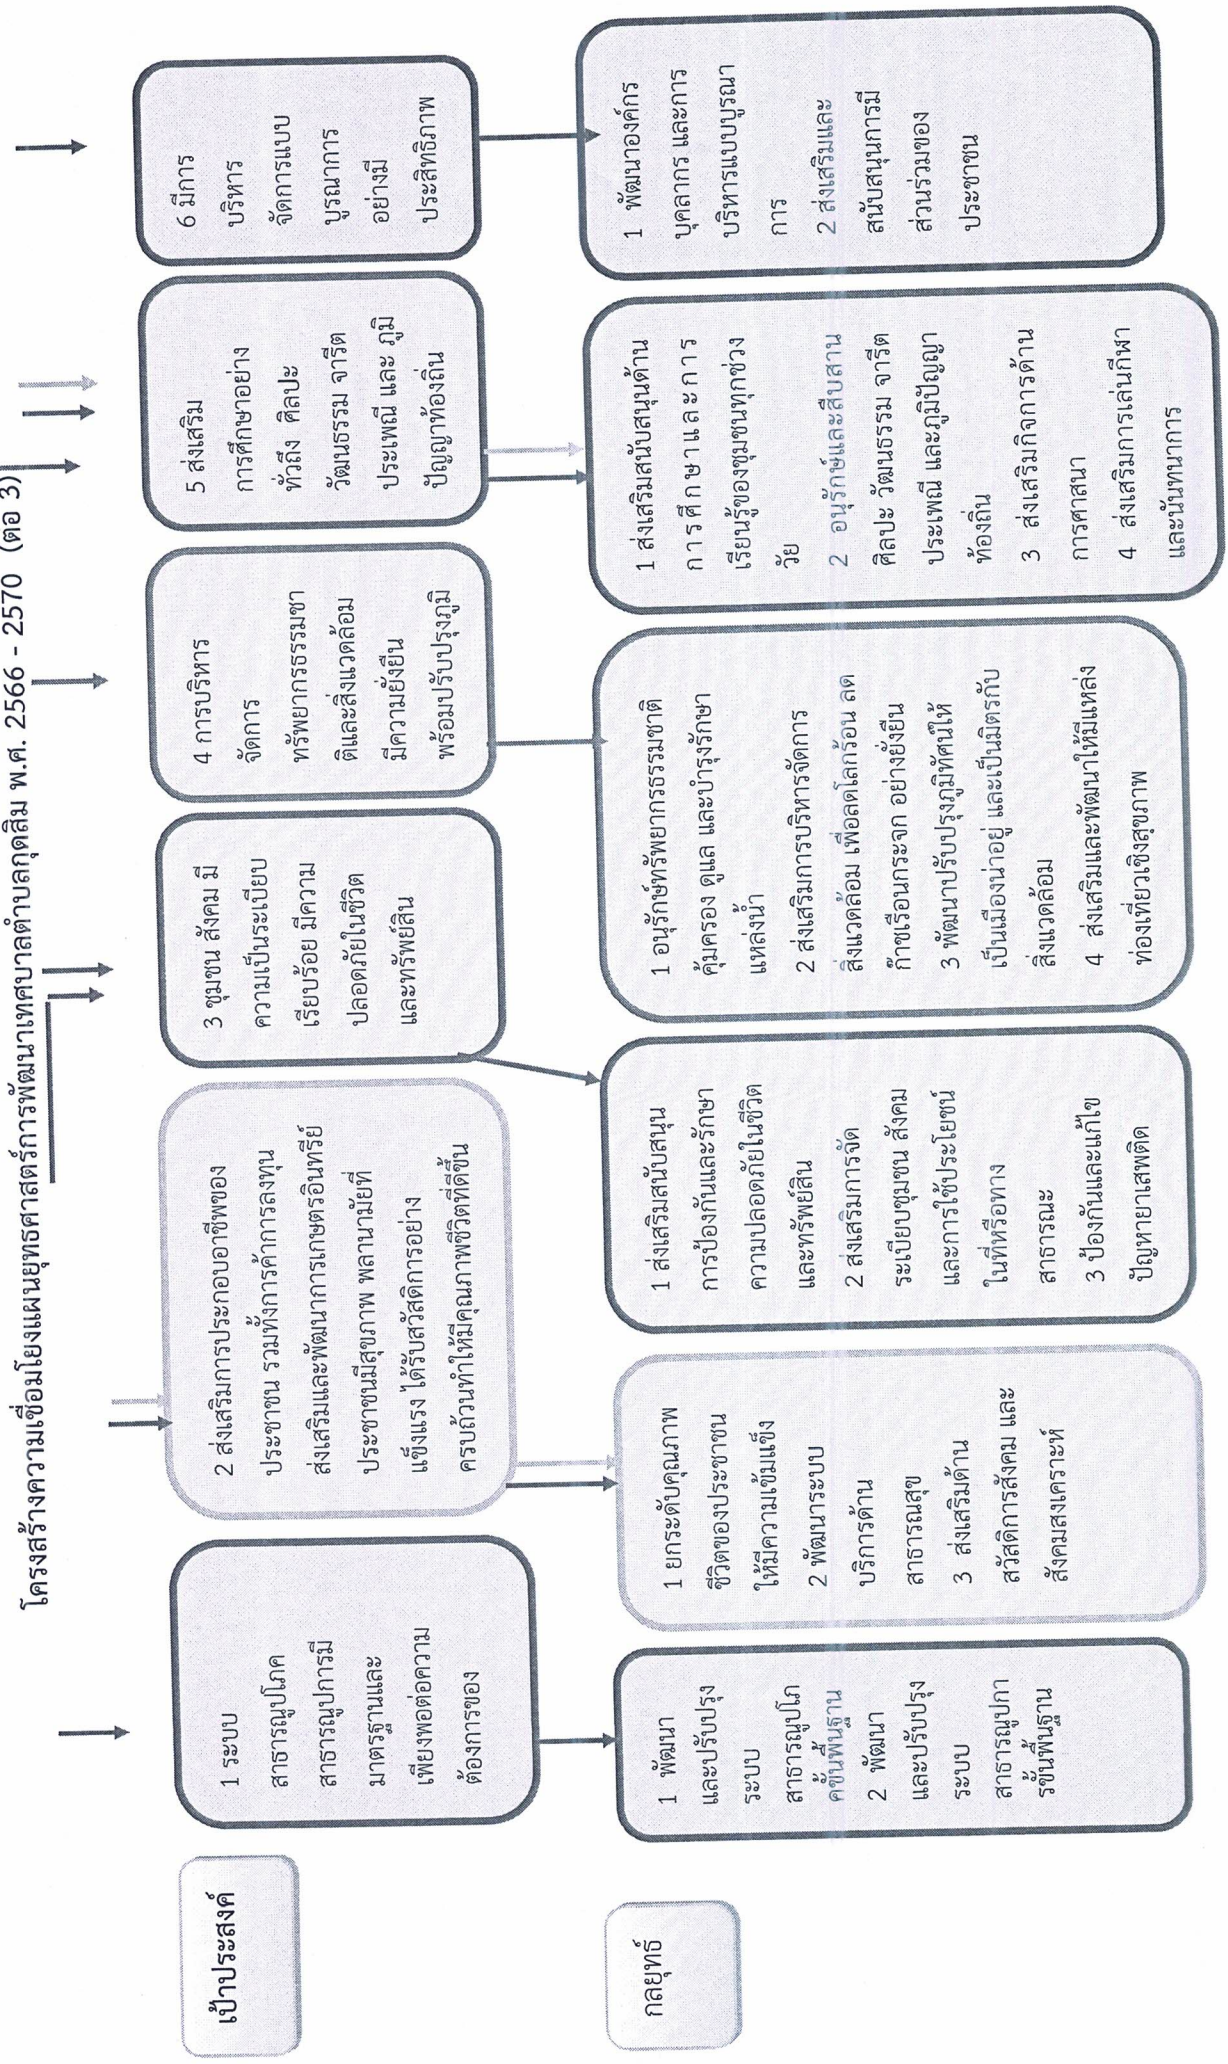 โครงสร้างความเชื่อมโยงแผนยุทธศาสตร์การพัฒนาเทศบาลตำบลกุดสิม พ.ศ. 2566 - 2570 (ต่อ 3)
เป้าประสงค์
1 ระบบ
สาธารณูปโภค
สาธารณูปการมี
มาตรฐานและ
เพียงพอต่อความ
ต้องการของ
2 ส่งเสริมการประกอบอาชีพของ
ประชาชน รวมทั้งการค้าการลงทุน
ส่งเสริมและพัฒนาการเกษตรอินทรีย์
ประชาชนมีสุขภาพ พลานามัยที่
แข็งแรง ได้รับสวัสดิการอย่าง
ครบถ้วนทำให้มีคุณภาพชีวิตที่ดีขึ้น
3 ชุมชน สังคม มี
ความเป็นระเบียบ
เรียบร้อย มีความ
ปลอดภัยในชีวิต
และทรัพย์สิน
4 การบริหาร
จัดการ
ทรัพยากรธรรมชา
ติและสิ่งแวดล้อม
มีความยั่งยืน
พร้อมปรับปรุงภูมิ
5 ส่งเสริม
การศึกษาอย่าง
ทั่วถึง ศิลปะ
วัฒนธรรม จารีต
ประเพณี และ ภูมิ
ปัญญาท้องถิ่น
6 มีการ
บริหาร
จัดการแบบ
บูรณาการ
อย่างมี
ประสิทธิภาพ
กลยุทธ์
1 พัฒนา
และปรับปรุง
ระบบ
สาธารณูปโภ
คขั้นพื้นฐาน
2 พัฒนา
และปรับปรุง
ระบบ
สาธารณูปกา
รขั้นพื้นฐาน
1 ยกระดับคุณภาพ
ชีวิตของประชาชน
ให้มีความเข้มแข็ง
2 พัฒนาระบบ
บริการด้าน
สาธารณสุข
3 ส่งเสริมด้าน
สวัสดิการสังคม และ
สังคมสงเคราะห์
1 ส่งเสริมสนับสนุน
การป้องกันและรักษา
ความปลอดภัยในชีวิต
และทรัพย์สิน
2 ส่งเสริมการจัด
ระเบียบชุมชน สังคม
และการใช้ประโยชน์
ในที่หรือทาง
สาธารณะ
3 ป้องกันและแก้ไข
ปัญหายาเสพติด
1 อนุรักษ์ทรัพยากรธรรมชาติ
คุ้มครอง ดูแล และบำรุงรักษา
แหล่งน้ำ
2 ส่งเสริมการบริหารจัดการ
สิ่งแวดล้อม เพื่อลดโลกร้อน ลด
ก๊าซเรือนกระจก อย่างยั่งยืน
3 พัฒนาปรับปรุงภูมิทัศน์ให้
เป็นเมืองน่าอยู่ และเป็นมิตรกับ
สิ่งแวดล้อม
4 ส่งเสริมและพัฒนาให้มีแหล่ง
ท่องเที่ยวเชิงสุขภาพ
1 ส่งเสริมสนับสนุนด้าน
การศึกษาและการ
เรียนรู้ของชุมชนทุกช่วง
วัย
2 อนุรักษ์และสืบสาน
ศิลปะ วัฒนธรรม จารีต
ประเพณี และภูมิปัญญา
ท้องถิ่น
3 ส่งเสริมกิจการด้าน
การศาสนา
4 ส่งเสริมการเล่นกีฬา
และนันทนาการ
1 พัฒนาองค์กร
บุคลากร และการ
บริหารแบบบูรณา
การ
2 ส่งเสริมและ
สนับสนุนการมี
ส่วนร่วมของ
ประชาชน